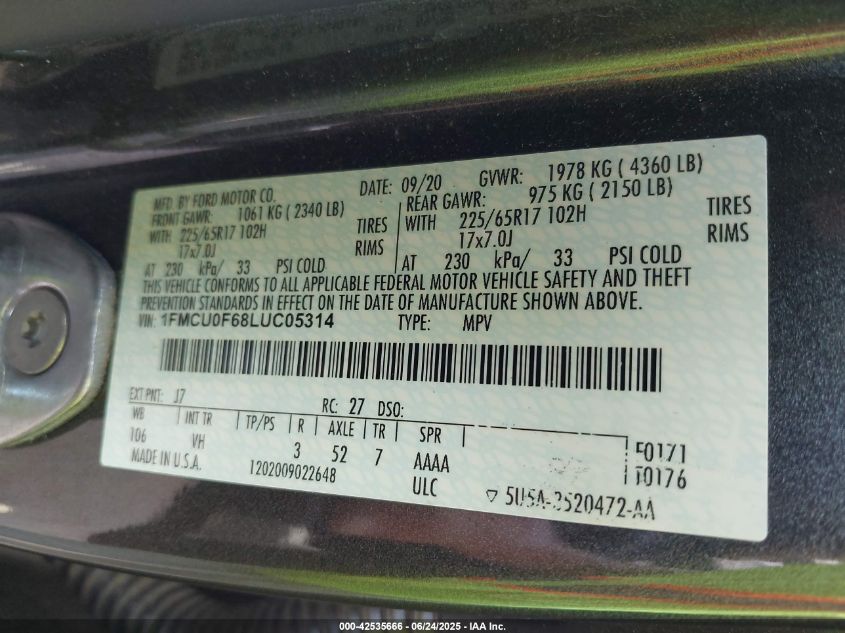 MFD. BY FORD MOTOR CO.
DATE: 09/20 GVWR: 1978 KG ( 4360 LB)
FRONT GAWR: 1061 KG ( 2340 LB) REAR GAWR: 975 KG ( 2150 LB)
WITH 225/65R17 102H TIRES WITH 225/65R17 102H TIRES
17x7.0J RIMS 17x7.0J RIMS
AT 230 kPa/ 33 PSI COLD AT 230 kPa/ 33 PSI COLD
THIS VEHICLE CONFORMS TO ALL APPLICABLE FEDERAL MOTOR VEHICLE SAFETY AND THEFT
PREVENTION STANDARDS IN EFFECT ON THE DATE OF MANUFACTURE SHOWN ABOVE.
VIN: 1FMCU0F68LUC05314 TYPE: MPV
EXT PNT: J7 RC: 27 DSO:
WB INT TR TP/PS R AXLE TR SPR
106 VH 3 52 7 AAAA
F0171
T0176
MADE IN U.S.A. 1202009022648 ULC
▽ 5U5A-3520472-AA
000-42535666 - 06/24/2025 - IAA Inc.